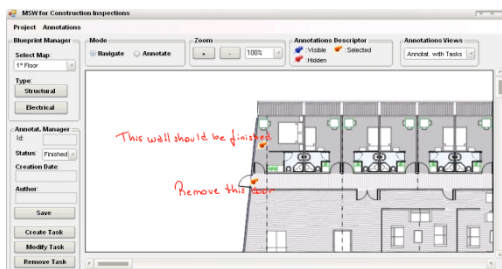 MSW for Construction Inspections
Project Annotations
Blueprint Manager
Select Map:
1º Floor
Type:
Structural
Electrical
Annotat. Manager
Id:
Status: Finished
Creation Date:
Author:
Save
Create Task
Modify Task
Remove Task
Mode
Navigate Annotate
Zoom
+ - 100%
Annotations Descriptor
:Visible :Selected
:Hidden
Annotations Views
Annotat. with Tasks
This wall should be finished
Remove this door